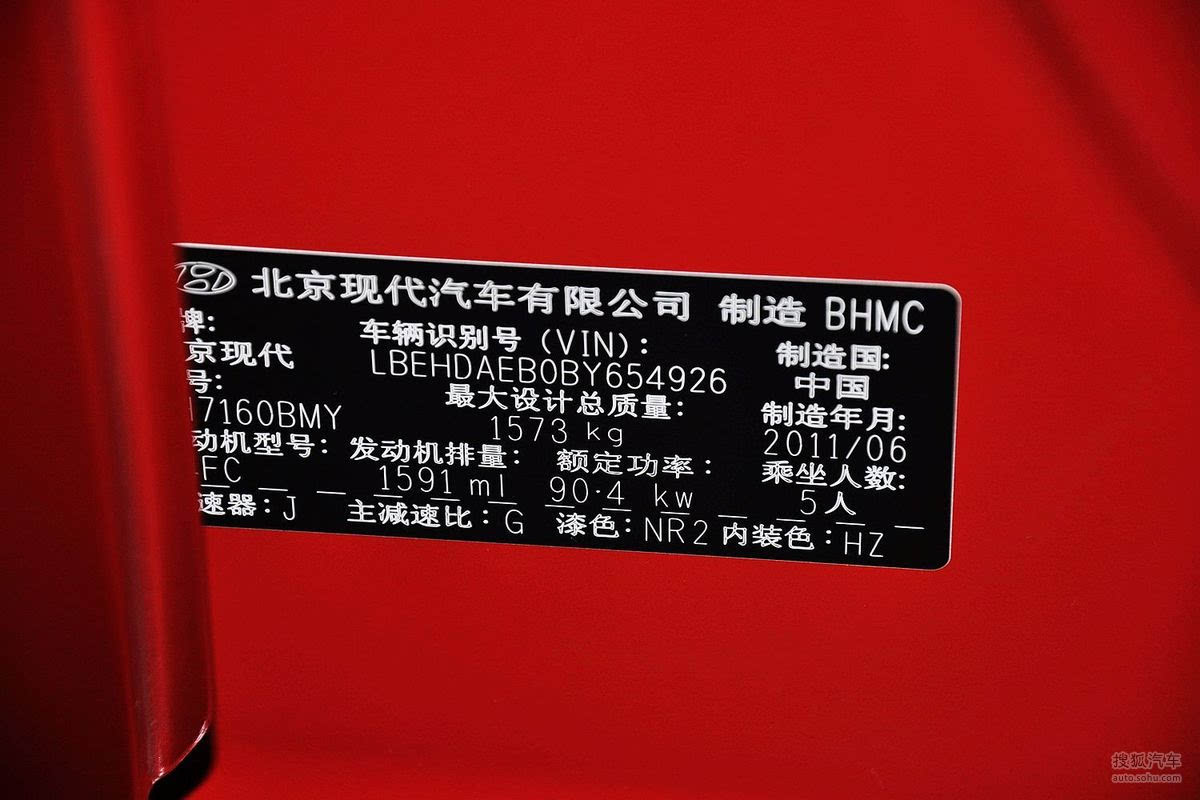 北京现代汽车有限公司 制造 BHMC
牌: 车辆识别号 (VIN): 制造国:
京现代 LBEHDAEB0BY654926 中国
号: 最大设计总质量: 制造年月:
7160BMY 1573 kg 2011/06
动机型号: 发动机排量: 额定功率: 乘坐人数:
FC 1591 ml 90.4 kw 5人
速器: J 主减速比: G 漆色: NR2 内装色: HZ
搜狐汽车
auto.sohu.com